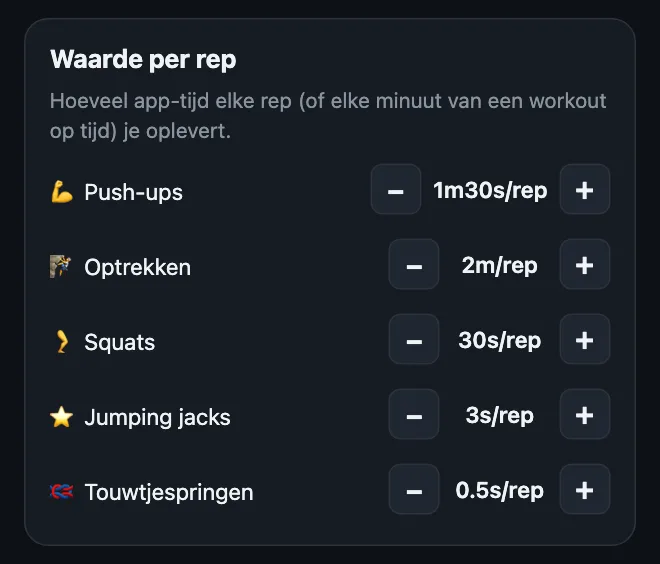 Waarde per rep
Hoeveel app-tijd elke rep (of elke minuut van een workout
op tijd) je oplevert.
Push-ups − 1m30s/rep +
Optrekken − 2m/rep +
Squats − 30s/rep +
Jumping jacks − 3s/rep +
Touwtjespringen − 0.5s/rep +